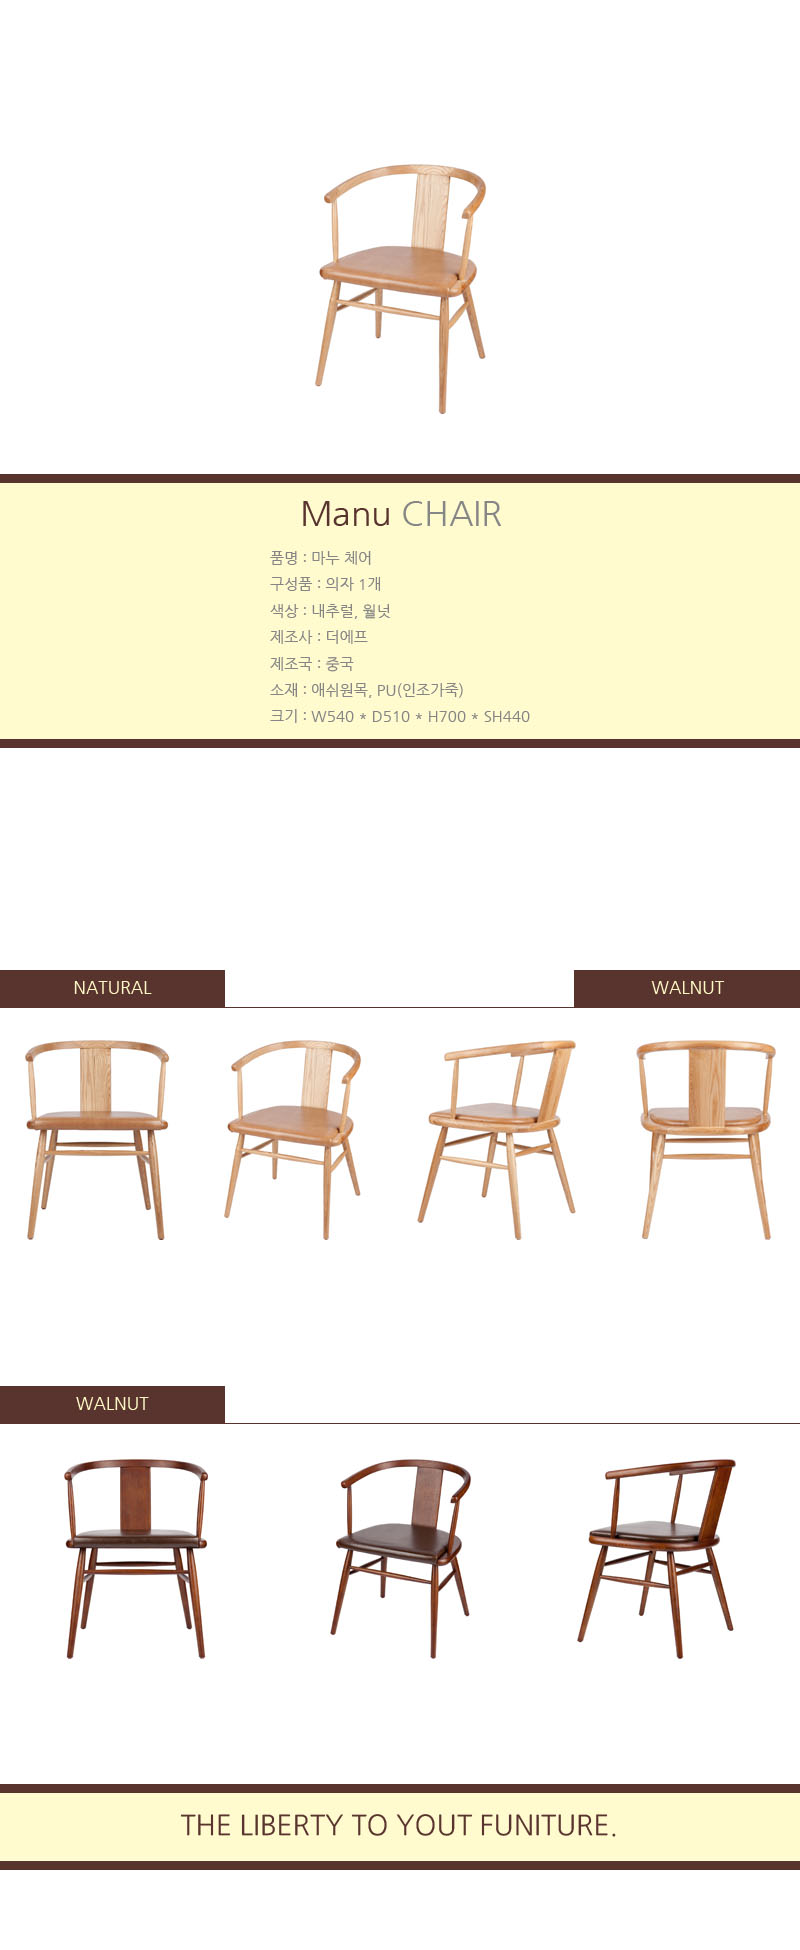 Manu CHAIR
품명 : 마누 체어
구성품 : 의자 1개
색상 : 내추럴, 월넛
제조사 : 더에프
제조국 : 중국
소재 : 애쉬원목, PU(인조가죽)
크기 : W540 * D510 * H700 * SH440
NATURAL
WALNUT
WALNUT
THE LIBERTY TO YOUT FUNITURE.